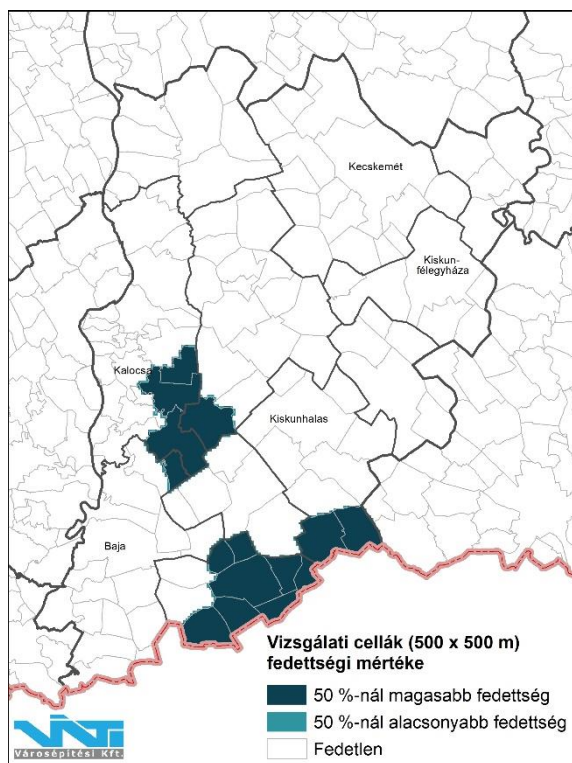 Kecskemét
Kiskun-
félegyháza
Kalocsa
Kiskunhalas
Baja
Vizsgálati cellák (500 x 500 m)
fedettségi mértéke
50 %-nál magasabb fedettség
50 %-nál alacsonyabb fedettség
Fedetlen
VÁTI
Városépítési Kft.